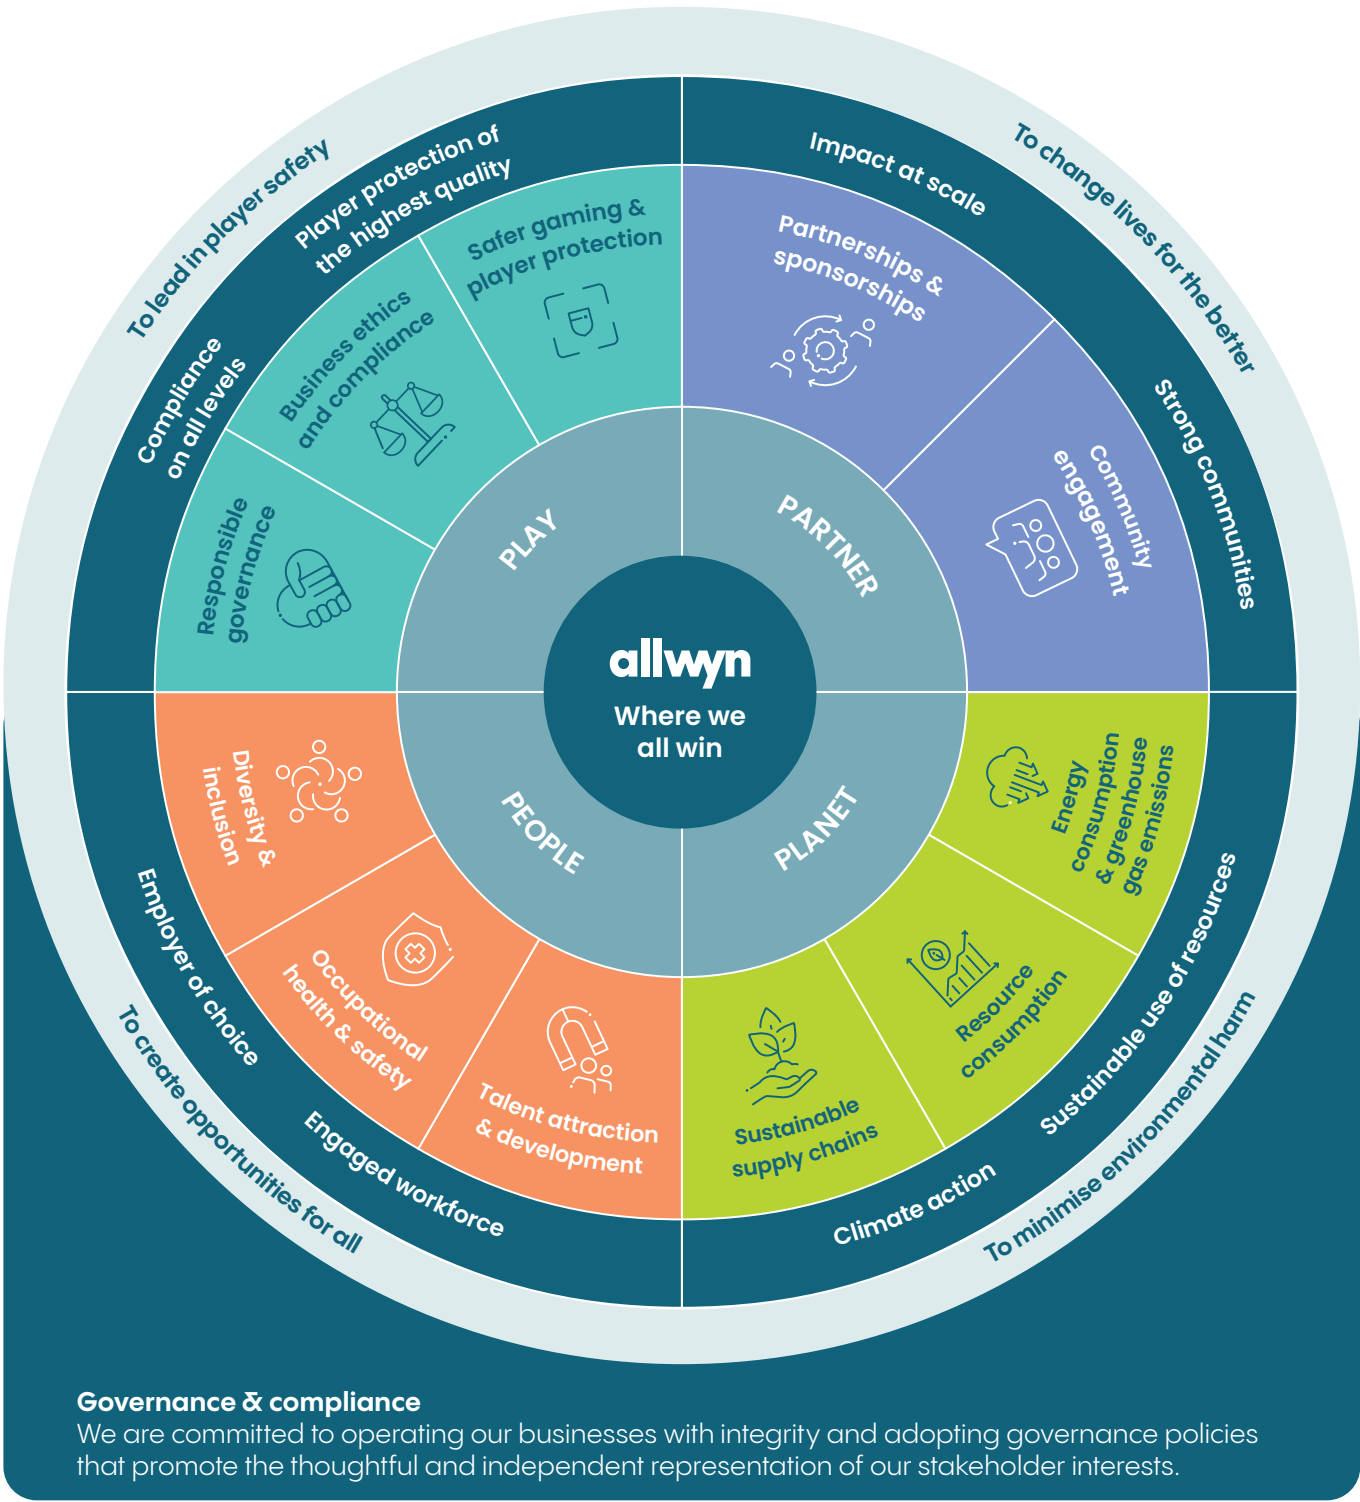 To lead in player safety
Player protection of
the highest quality
Compliance
on all levels
Safer gaming &
player protection
Business ethics
and compliance
Responsible
governance
PLAY
To change lives for the better
Impact at scale
Strong communities
Partnerships &
sponsorships
Community
engagement
PARTNER
allwyn
Where we
all win
PEOPLE
Diversity &
inclusion
Occupational
health & safety
Talent attraction
& development
Employer of choice
Engaged workforce
To create opportunities for all
PLANET
Energy
consumption
& greenhouse
gas emissions
Resource
consumption
Sustainable
supply chains
Sustainable use of resources
Climate action
To minimise environmental harm
Governance & compliance
We are committed to operating our businesses with integrity and adopting governance policies
that promote the thoughtful and independent representation of our stakeholder interests.